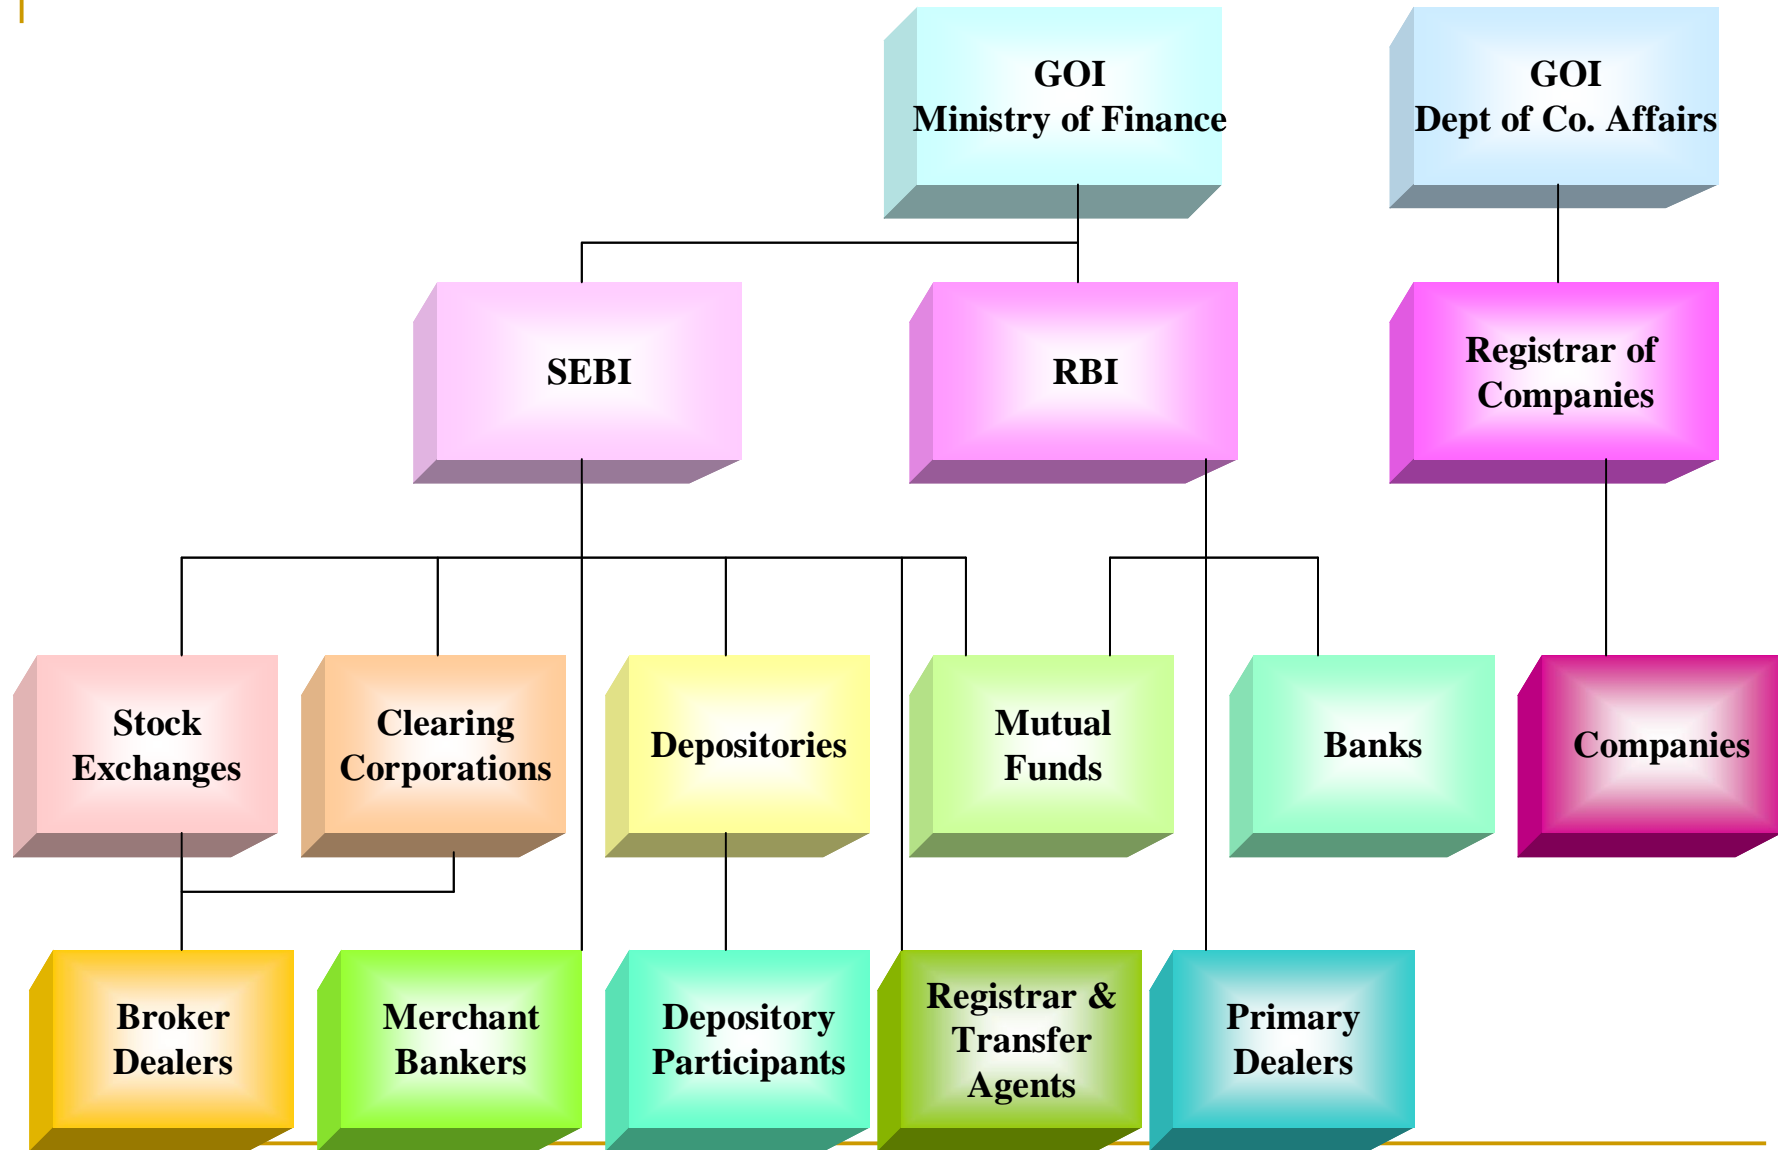 GOI
Ministry of Finance
GOI
Dept of Co. Affairs
SEBI
RBI
Registrar of
Companies
Stock
Exchanges
Clearing
Corporations
Depositories
Mutual
Funds
Banks
Companies
Broker
Dealers
Merchant
Bankers
Depository
Participants
Registrar &
Transfer
Agents
Primary
Dealers